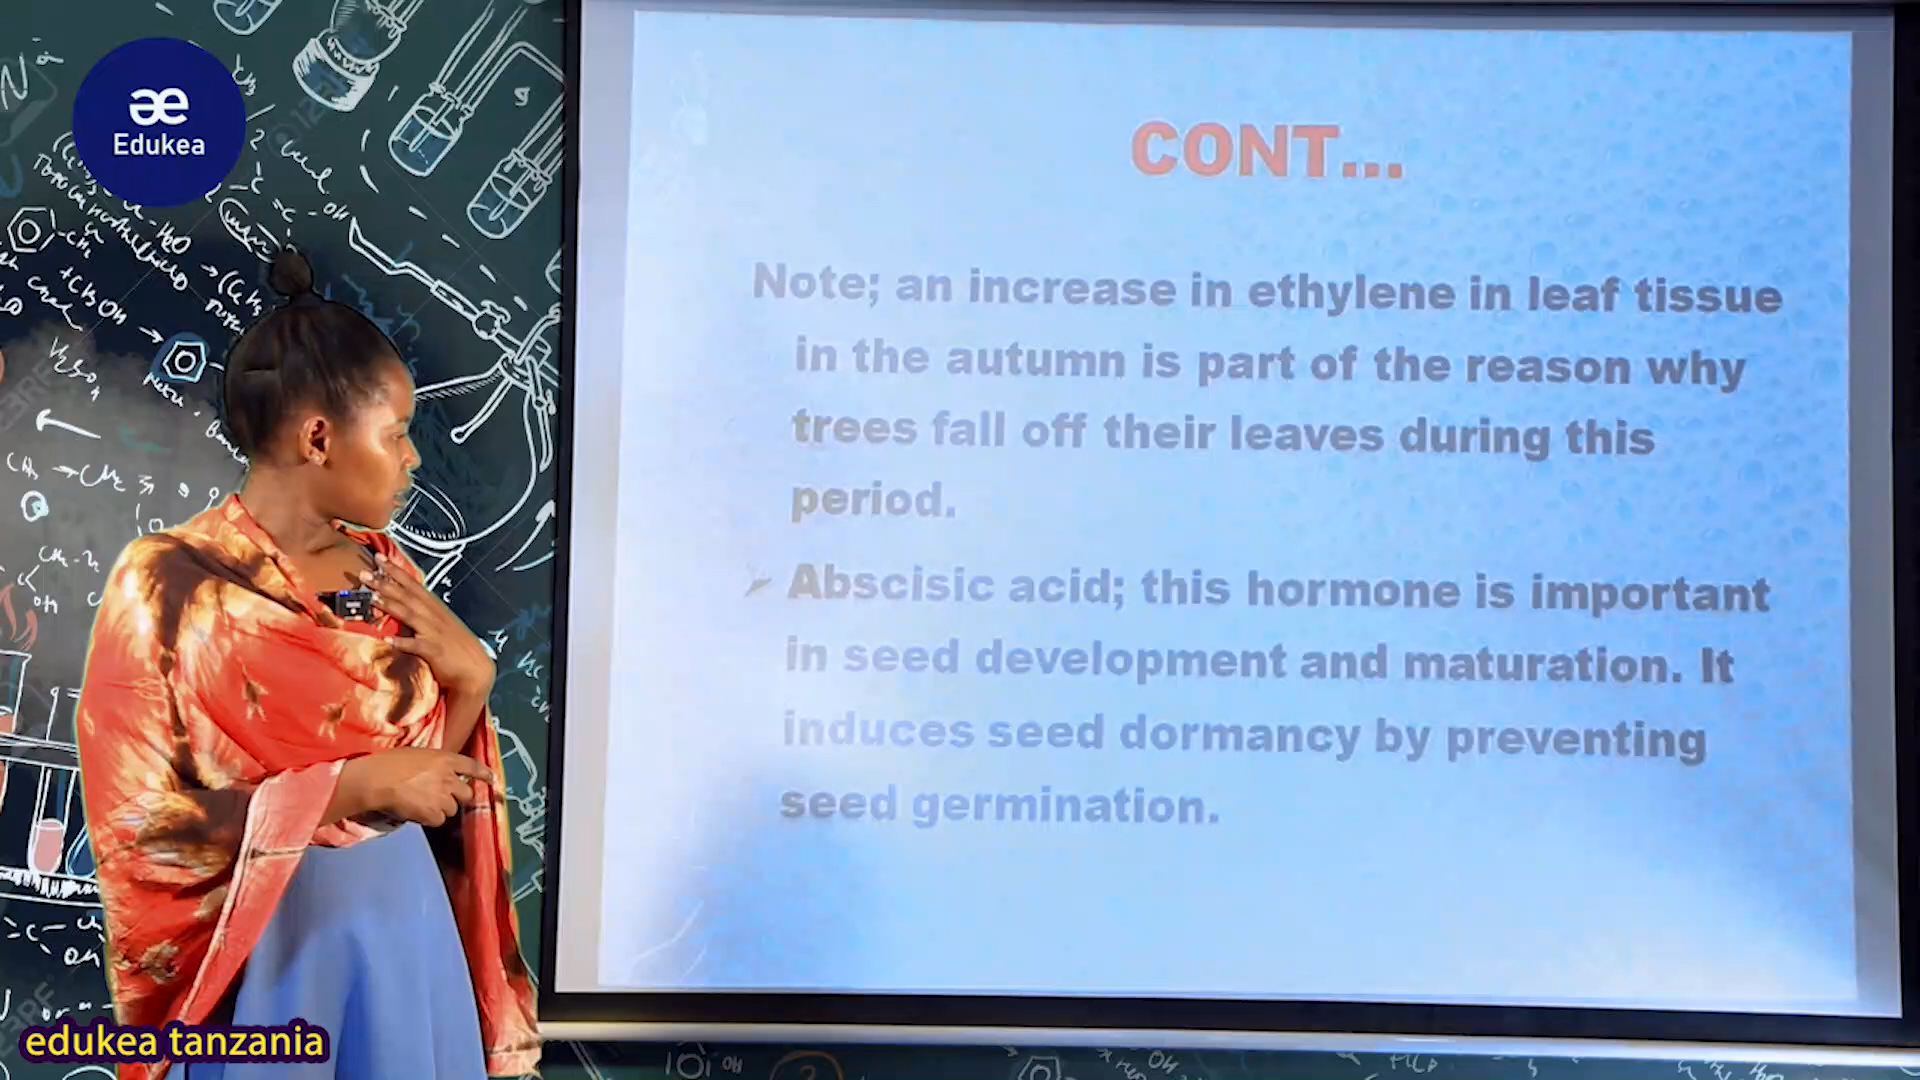 æ
Edukea
CONT...
Note; an increase in ethylene in leaf tissue
in the autumn is part of the reason why
trees fall off their leaves during this
period.
Abscisic acid; this hormone is important
in seed development and maturation. It
induces seed dormancy by preventing
seed germination.
edukea tanzania